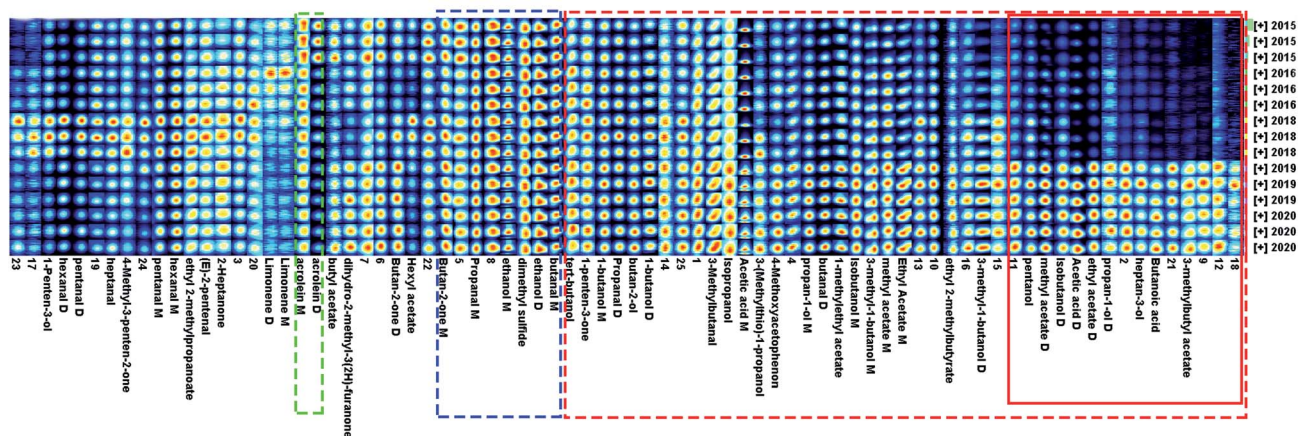 [+] 2015
[+] 2015
[+] 2015
[+] 2016
[+] 2016
[+] 2016
[+] 2018
[+] 2018
[+] 2018
[+] 2019
[+] 2019
[+] 2019
[+] 2020
[+] 2020
[+] 2020
23
17
1-Penten-3-ol
hexanal D
pentanal D
19
heptanal
4-Methyl-3-penten-2-one
24
pentanal M
hexanal M
ethyl 2-methylpropanoate
(E)-2-pentenal
2-Heptanone
3
20
Limonene D
Limonene M
acrolein M
acrolein D
butyl acetate
dihydro-2-methyl-3(2H)-furanone
7
6
Butan-2-one D
Hexyl acetate
22
Butan-2-one M
5
Propanal M
8
ethanol M
dimethyl sulfide
ethanol D
butanal M
tert-butanol
1-penten-3-one
1-butanol M
Propanal D
butan-2-ol
1-butanol D
14
25
1
3-Methylbutanal
Isopropanol
Acetic acid M
3-(Methylthio)-1-propanol
4-Methoxyacetophenon
4
propan-1-ol M
butanal D
1-methylethyl acetate
Isobutanol M
3-methyl-1-butanol M
methyl acetate M
Ethyl Acetate M
13
10
ethyl 2-methylbutyrate
16
3-methyl-1-butanol D
15
11
pentanol
methyl acetate D
Isobutanol D
Acetic acid D
ethyl acetate D
propan-1-ol D
2
heptan-3-ol
Butanoic acid
21
3-methylbutyl acetate
9
12
18